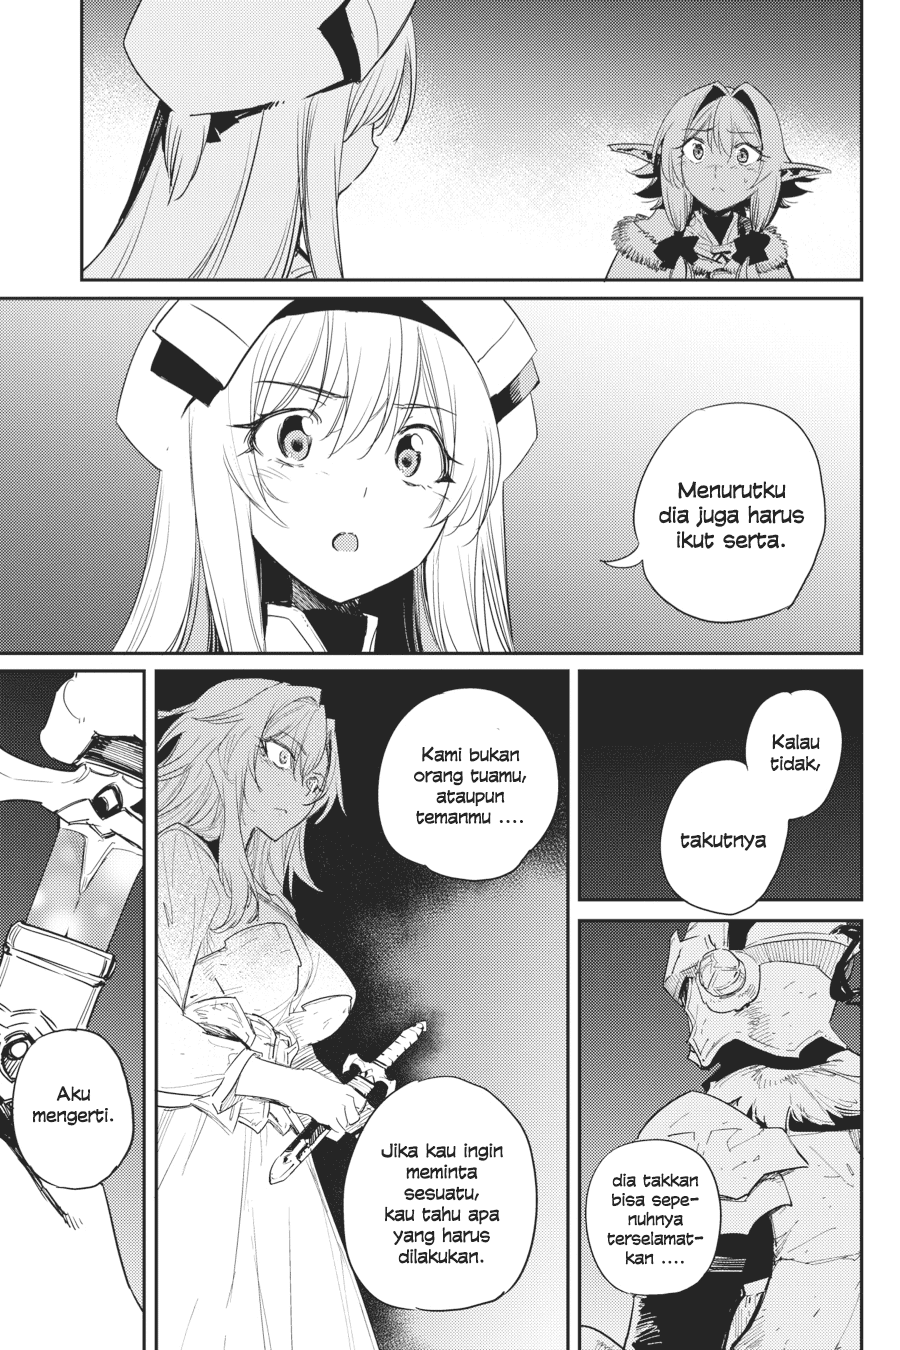 Menurutku
dia juga harus
ikut serta.
Kalau
tidak,
takutnya
dia takkan
bisa sepe-
nuhnya
terselamat-
kan ....
Kami bukan
orang tuamu,
ataupun
temanmu ....
Jika kau ingin
meminta
sesuatu,
kau tahu apa
yang harus
dilakukan.
Aku
mengerti.